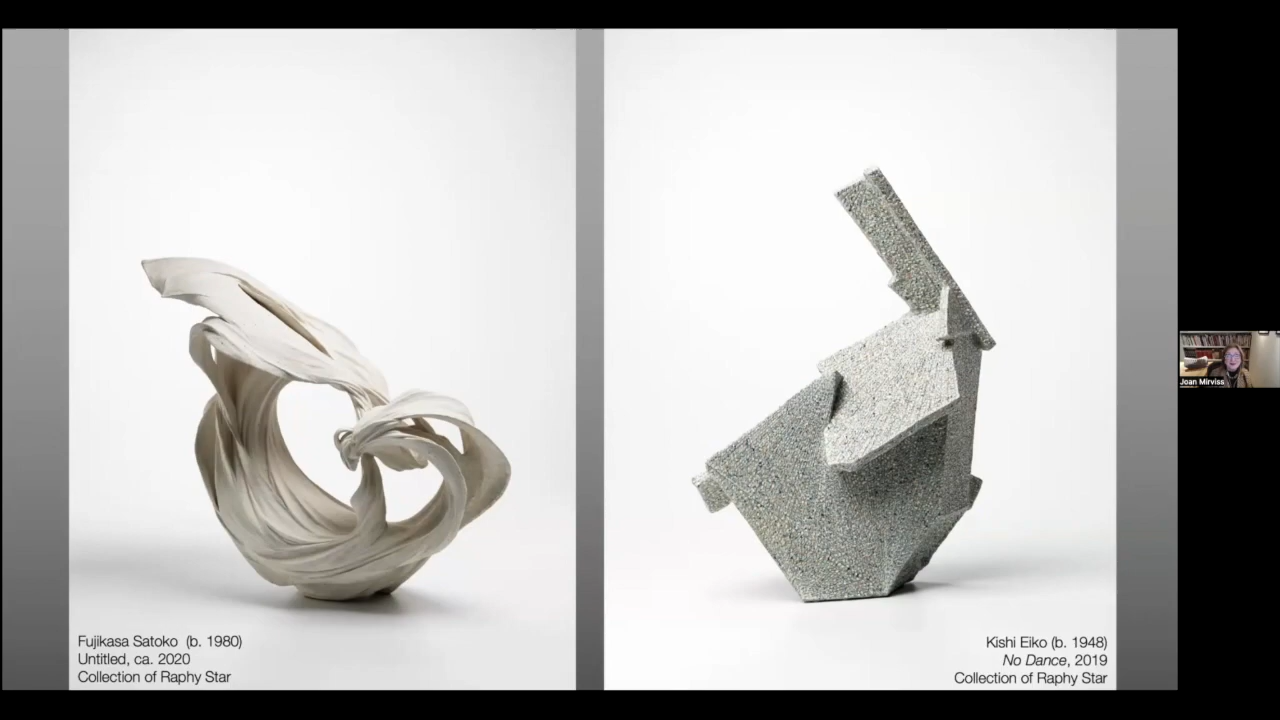 Fujikasa Satoko (b. 1980)
Untitled, ca. 2020
Collection of Raphy Star
Kishi Eiko (b. 1948)
No Dance, 2019
Collection of Raphy Star
Joan Mirviss